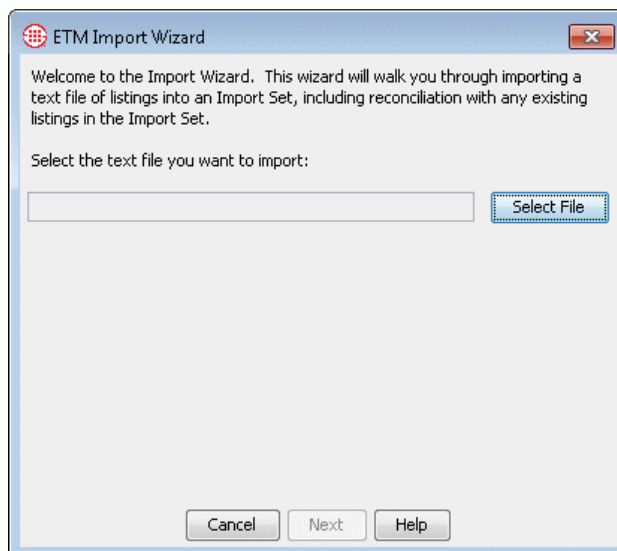 ETM Import Wizard
Welcome to the Import Wizard.  This wizard will walk you through importing a
text file of listings into an Import Set, including reconciliation with any existing
listings in the Import Set.
Select the text file you want to import:
Select File
Cancel Next Help